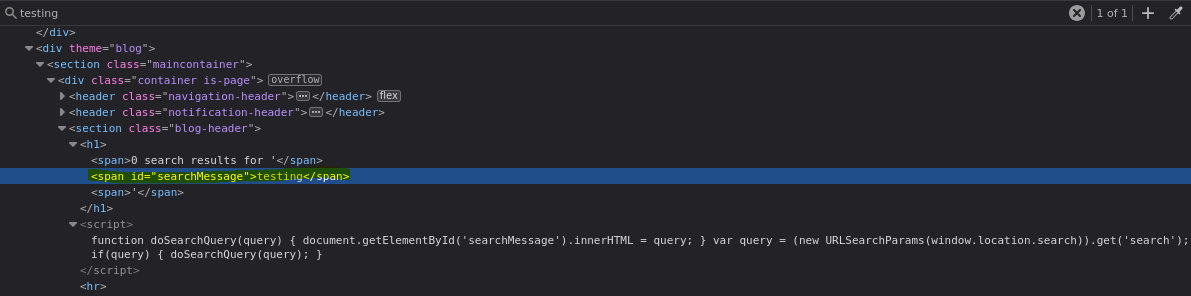 testing
1 of 1
</div>
<div theme="blog">
<section class="maincontainer">
<div class="container is-page"> overflow
<header class="navigation-header">⋯</header> flex
<header class="notification-header">⋯</header>
<section class="blog-header">
<h1>
<span>0 search results for '</span>
<span id="searchMessage">testing</span>
<span>'</span>
</h1>
<script>
function doSearchQuery(query) { document.getElementById('searchMessage').innerHTML = query; } var query = (new URLSearchParams(window.location.search)).get('search');
if(query) { doSearchQuery(query); }
</script>
<hr>